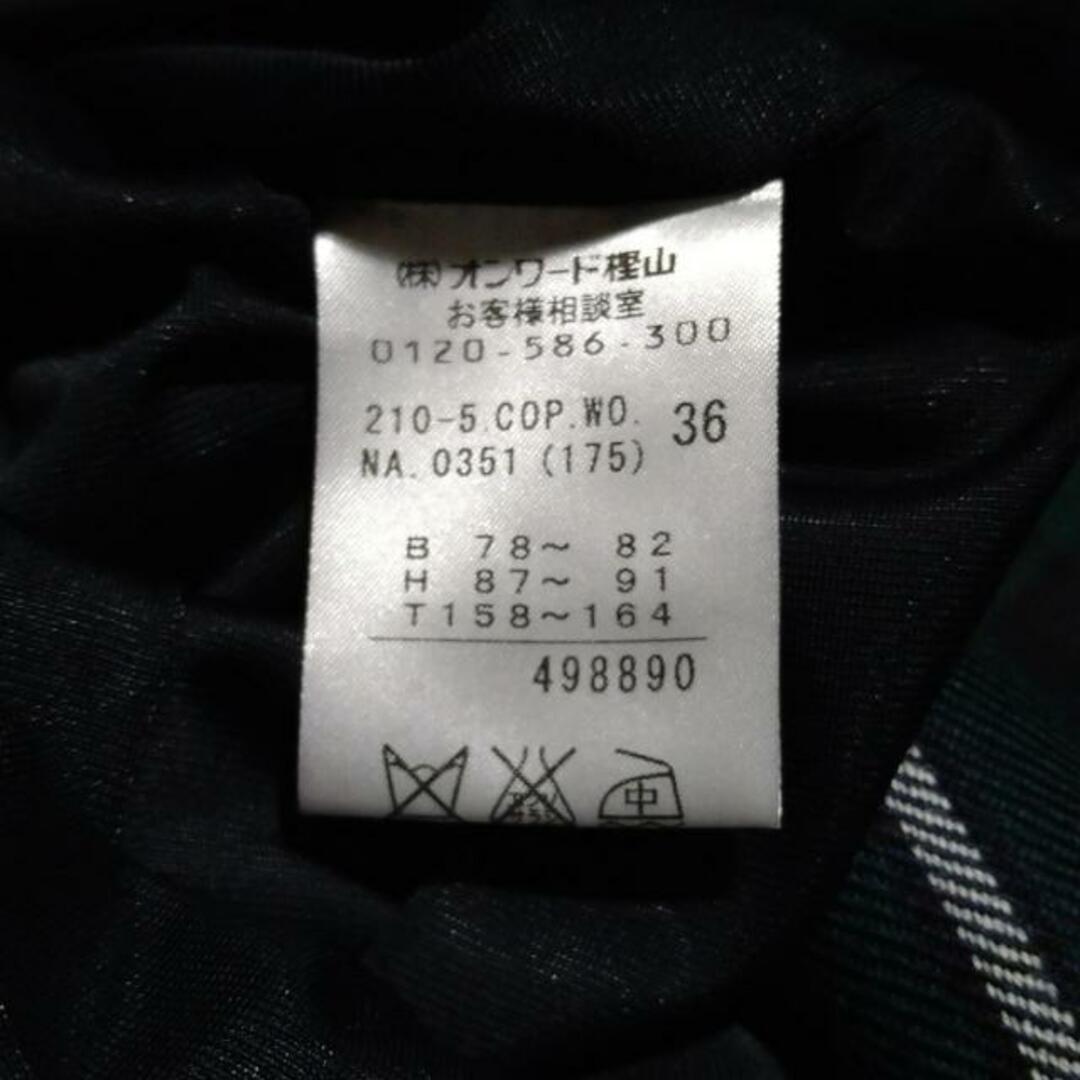 (株)オンワード樫山
お客様相談室
0120-586-300
210-5.COP.WO. 36
NA.0351(175)
B 78~ 82
H 87~ 91
T158~164
498890
中